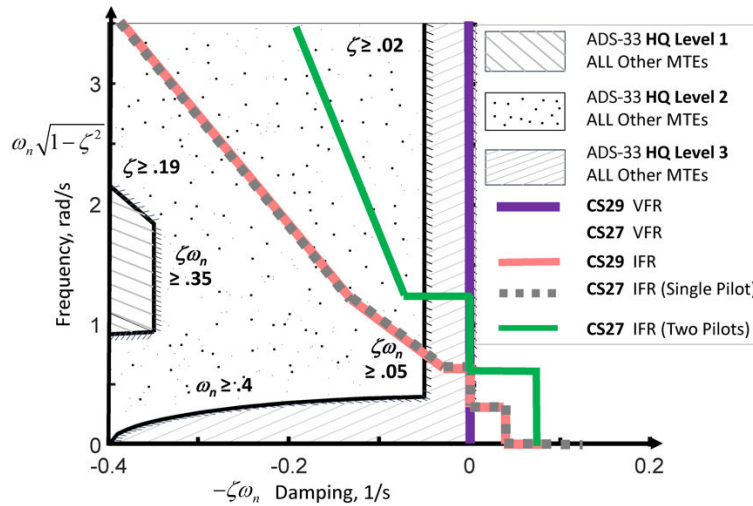 3
ωn√1−ζ²
2
1
0
Frequency, rad/s
-0.4
-0.2
0
0.2
−ζωn Damping, 1/s
ζ ≥ .02
ζ ≥ .19
ζωn
≥ .35
ζωn
≥ .05
ωn ≥ .4
ADS-33 HQ Level 1
ALL Other MTEs
ADS-33 HQ Level 2
ALL Other MTEs
ADS-33 HQ Level 3
ALL Other MTEs
CS29 VFR
CS27 VFR
CS29 IFR
CS27 IFR (Single Pilot)
CS27 IFR (Two Pilots)